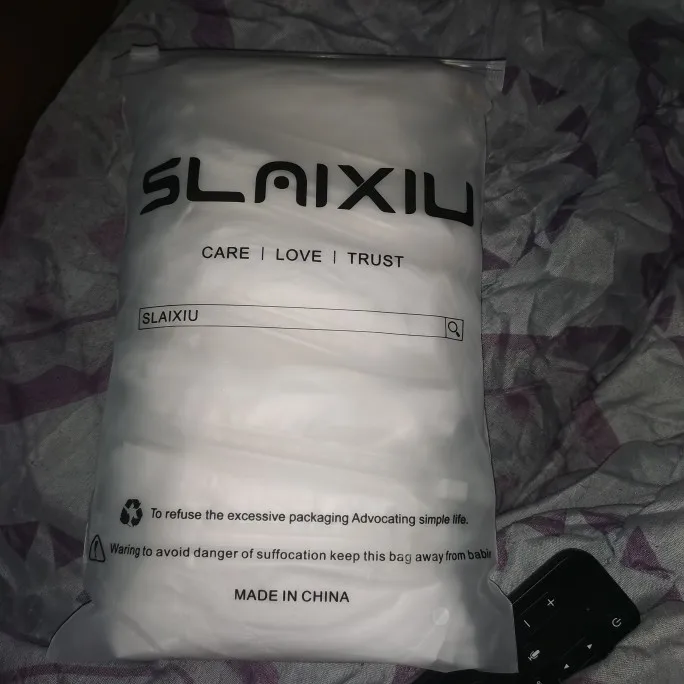 SLAIXIU
CARE | LOVE | TRUST
SLAIXIU
To refuse the excessive packaging Advocating simple life.
Waring to avoid danger of suffocation keep this bag away from
MADE IN CHINA